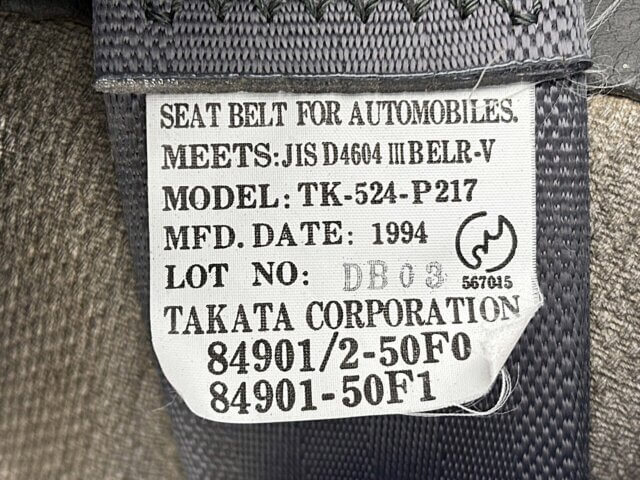 SEAT BELT FOR AUTOMOBILES.
MEETS: JIS D4604 III BELR-V
MODEL: TK-524-P217
MFD. DATE: 1994
LOT NO: DB03
567015
TAKATA CORPORATION
84901/2-50F0
84901-50F1